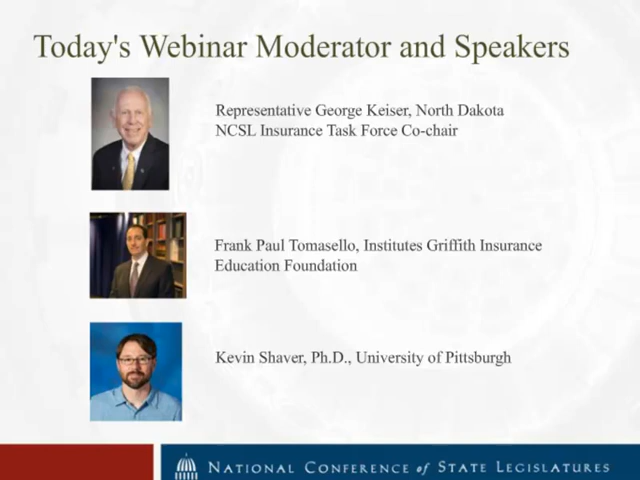 Today's Webinar Moderator and Speakers
Representative George Keiser, North Dakota
NCSL Insurance Task Force Co-chair
Frank Paul Tomasello, Institutes Griffith Insurance
Education Foundation
Kevin Shaver, Ph.D., University of Pittsburgh
NATIONAL CONFERENCE of STATE LEGISLATURES